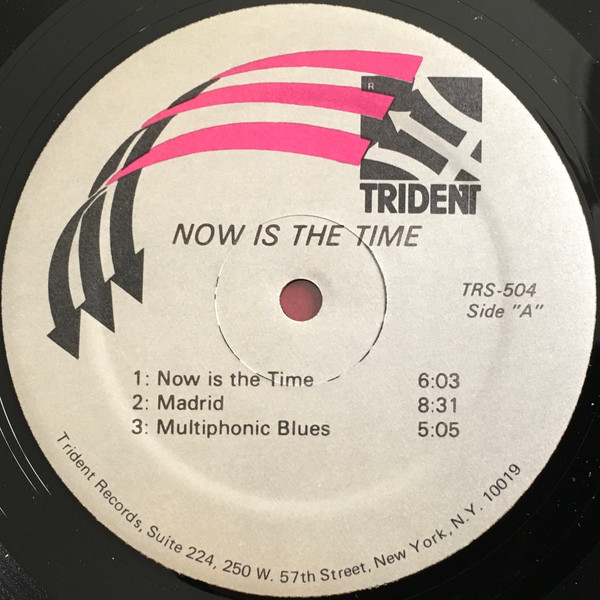 R
TRIDENT
NOW IS THE TIME
TRS-504
Side "A"
1: Now is the Time 6:03
2: Madrid 8:31
3: Multiphonic Blues 5:05
Trident Records, Suite 224, 250 W. 57th Street, New York, N.Y. 10019